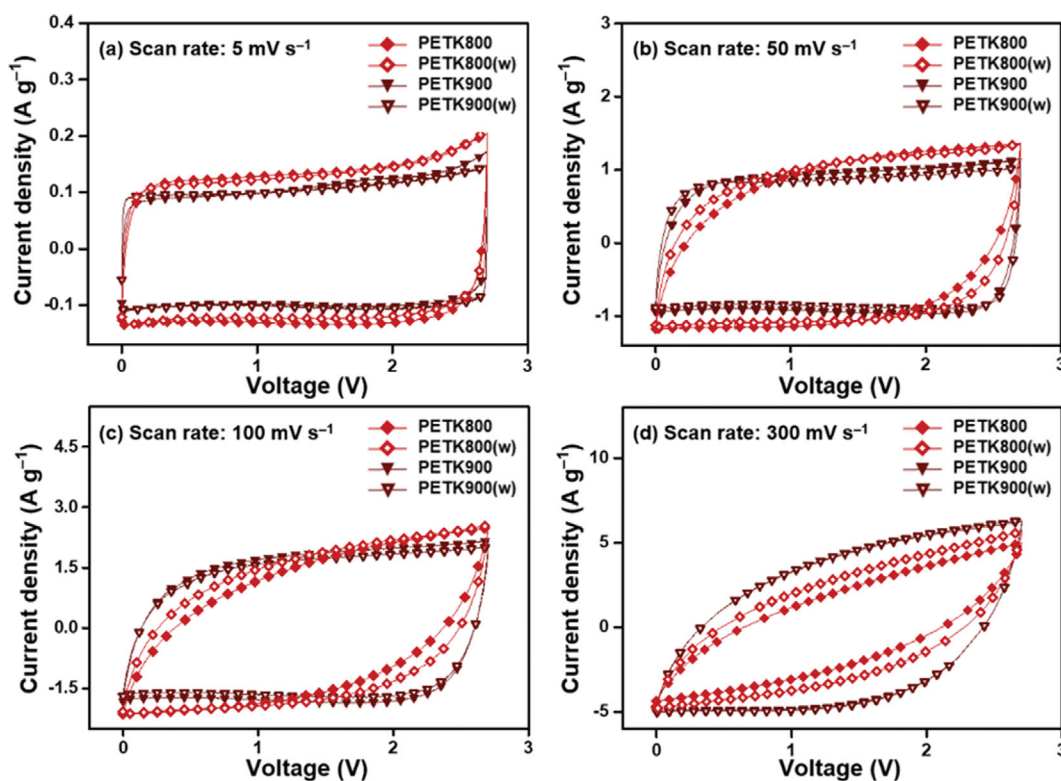 (a) Scan rate: 5 mV s⁻¹
PETK800
PETK800(w)
PETK900
PETK900(w)
0.4
0.3
0.2
0.1
0.0
-0.1
Current density (A g⁻¹)
0 1 2 3
Voltage (V)
(b) Scan rate: 50 mV s⁻¹
PETK800
PETK800(w)
PETK900
PETK900(w)
3
2
1
0
-1
Current density (A g⁻¹)
0 1 2 3
Voltage (V)
(c) Scan rate: 100 mV s⁻¹
PETK800
PETK800(w)
PETK900
PETK900(w)
4.5
3.0
1.5
0.0
-1.5
Current density (A g⁻¹)
0 1 2 3
Voltage (V)
(d) Scan rate: 300 mV s⁻¹
PETK800
PETK800(w)
PETK900
PETK900(w)
10
5
0
-5
Current density (A g⁻¹)
0 1 2 3
Voltage (V)